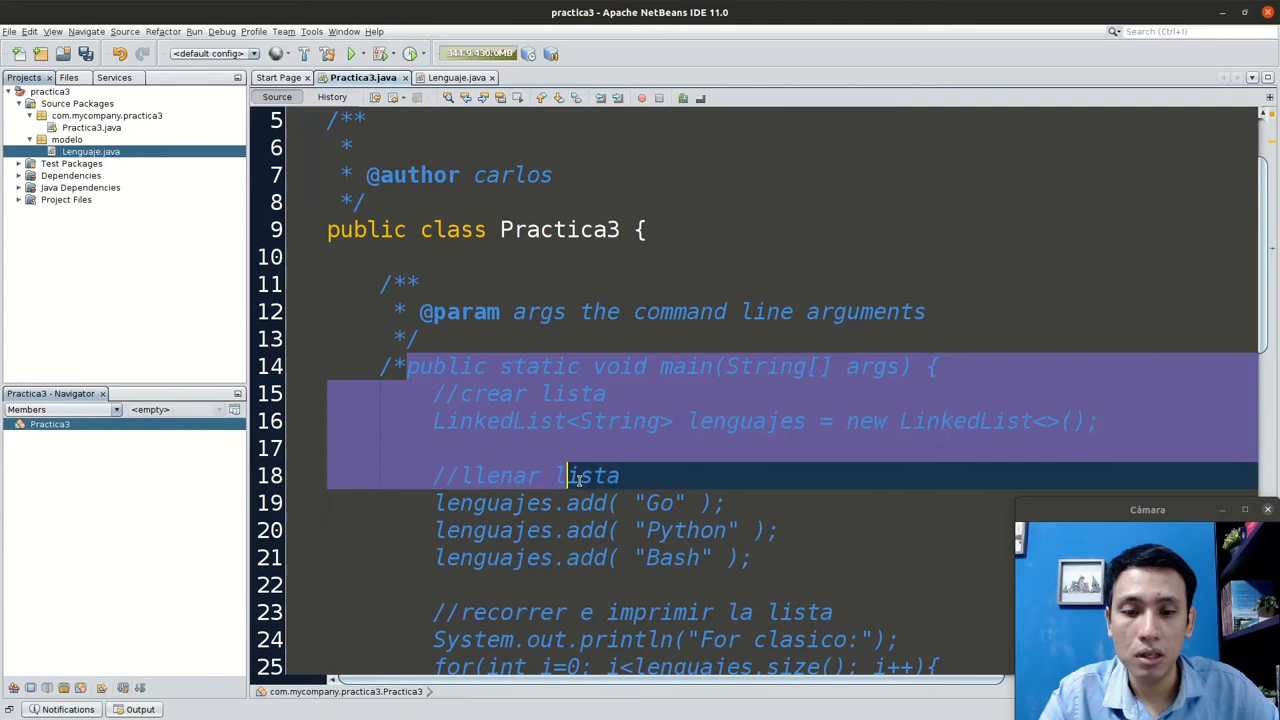 practica3 - Apache NetBeans IDE 11.0
File Edit View Navigate Source Refactor Run Debug Profile Team Tools Window Help
Search (Ctrl+I)
<default config>
344.9/430.0MB
Projects Files Services
Start Page Practica3.java Lenguaje.java
practica3
Source Packages
com.mycompany.practica3
Practica3.java
modelo
Lenguaje.java
Test Packages
Dependencies
Java Dependencies
Project Files
Practica3 - Navigator
Members <empty>
Practica3
Source History
5 /**
6 *
7 * @author carlos
8 */
9 public class Practica3 {
10
11 /**
12 * @param args the command line arguments
13 */
14 /*public static void main(String[] args) {
15 //crear lista
16 LinkedList<String> lenguajes = new LinkedList<>();
17
18 //llenar lista
19 lenguajes.add( "Go" );
20 lenguajes.add( "Python" );
21 lenguajes.add( "Bash" );
22
23 //recorrer e imprimir la lista
24 System.out.println("For clasico:");
25 for(int i=0; i<lenguajes.size(); i++){
com.mycompany.practica3.Practica3
Cámara
Notifications Output